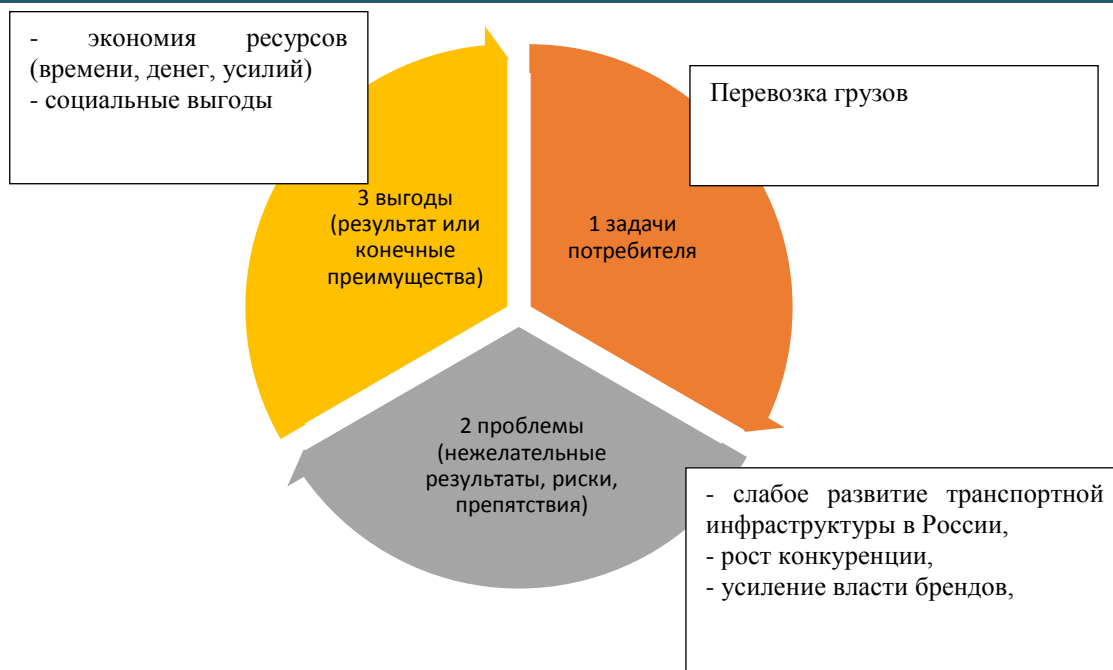 - экономия ресурсов
(времени, денег, усилий)
- социальные выгоды
Перевозка грузов
3 выгоды
(результат или
конечные
преимущества)
1 задачи
потребителя
2 проблемы
(нежелательные
результаты, риски,
препятствия)
- слабое развитие транспортной
инфраструктуры в России,
- рост конкуренции,
- усиление власти брендов,